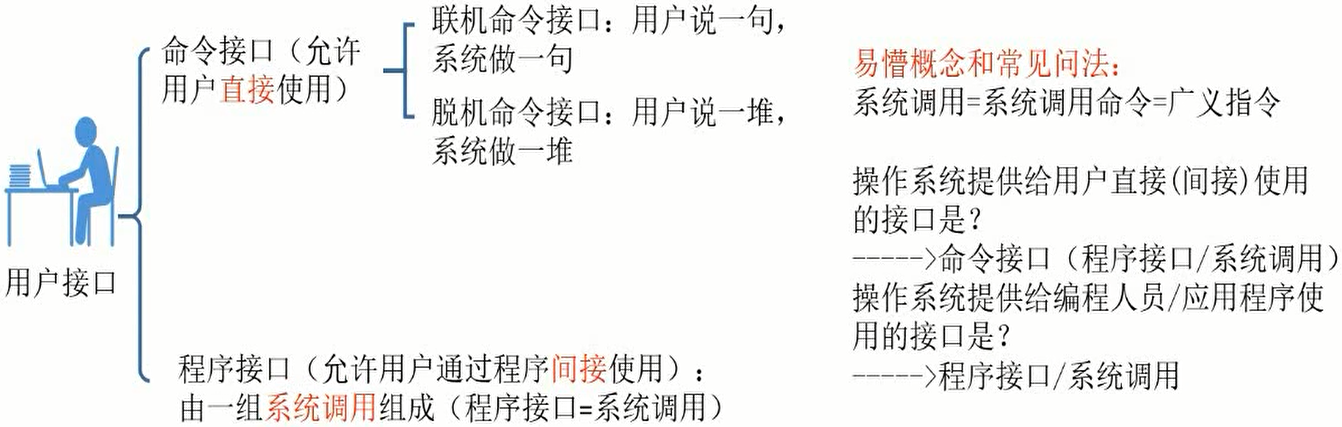 命令接口（允许
用户直接使用）
联机命令接口：用户说一句，
系统做一句
脱机命令接口：用户说一堆，
系统做一堆
用户接口
程序接口（允许用户通过程序间接使用）：
由一组系统调用组成（程序接口=系统调用）
易懵概念和常见问法：
系统调用=系统调用命令=广义指令
操作系统提供给用户直接(间接)使用
的接口是？
----->命令接口（程序接口/系统调用）
操作系统提供给编程人员/应用程序使
用的接口是？
----->程序接口/系统调用